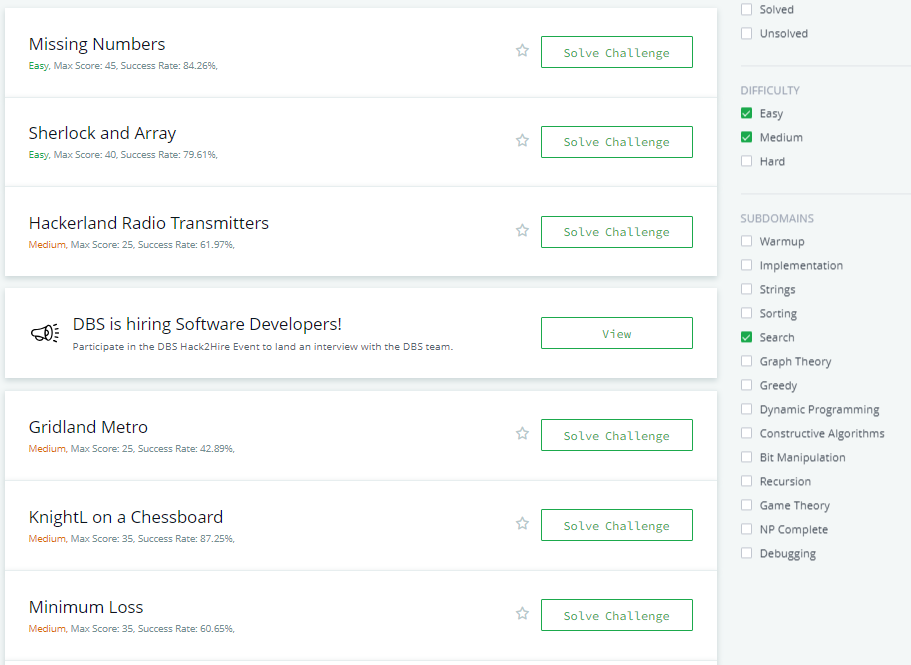 Missing Numbers
Easy, Max Score: 45, Success Rate: 84.26%,
Solve Challenge
Sherlock and Array
Easy, Max Score: 40, Success Rate: 79.61%,
Solve Challenge
Hackerland Radio Transmitters
Medium, Max Score: 25, Success Rate: 61.97%,
Solve Challenge
DBS is hiring Software Developers!
Participate in the DBS Hack2Hire Event to land an interview with the DBS team.
View
Gridland Metro
Medium, Max Score: 25, Success Rate: 42.89%,
Solve Challenge
KnightL on a Chessboard
Medium, Max Score: 35, Success Rate: 87.25%,
Solve Challenge
Minimum Loss
Medium, Max Score: 35, Success Rate: 60.65%,
Solve Challenge
Solved
Unsolved
DIFFICULTY
Easy
Medium
Hard
SUBDOMAINS
Warmup
Implementation
Strings
Sorting
Search
Graph Theory
Greedy
Dynamic Programming
Constructive Algorithms
Bit Manipulation
Recursion
Game Theory
NP Complete
Debugging